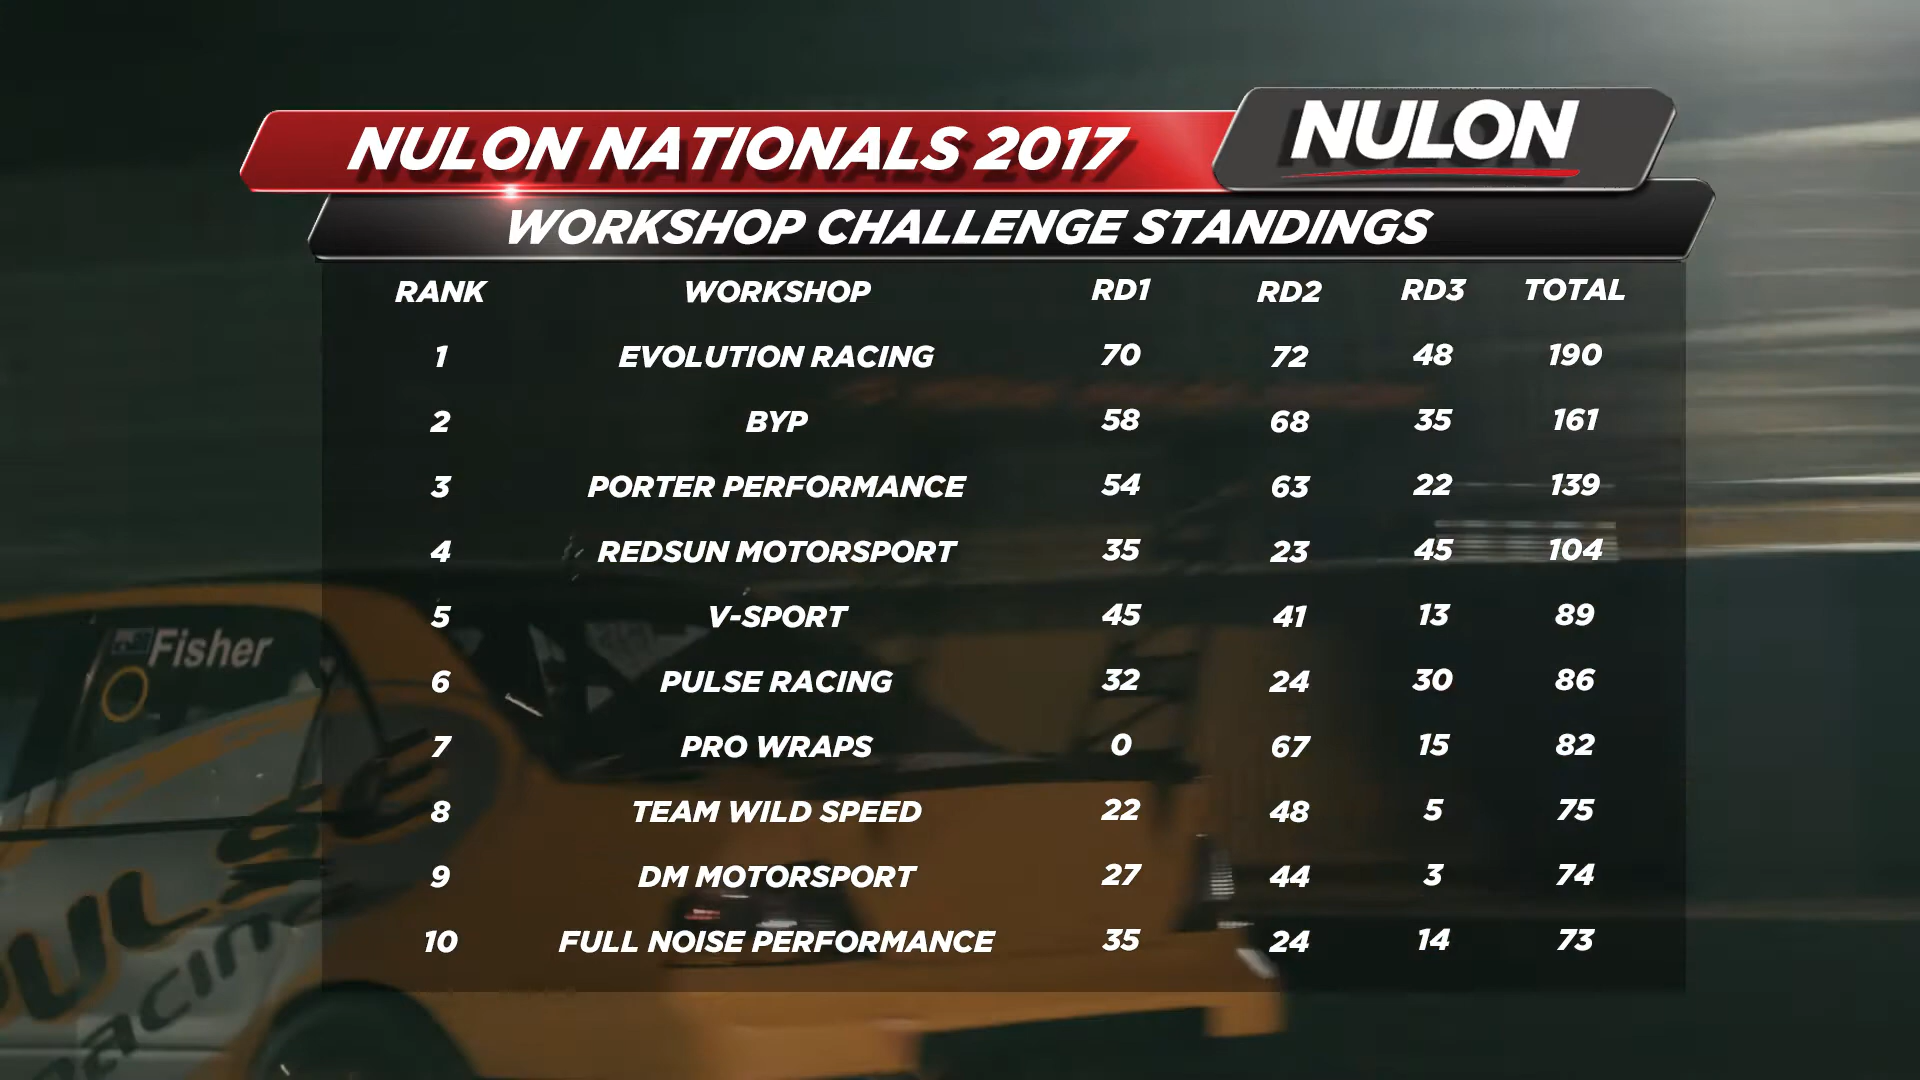 NULON NATIONALS 2017
NULON
WORKSHOP CHALLENGE STANDINGS
RANK WORKSHOP RD1 RD2 RD3 TOTAL
1 EVOLUTION RACING 70 72 48 190
2 BYP 58 68 35 161
3 PORTER PERFORMANCE 54 63 22 139
4 REDSUN MOTORSPORT 35 23 45 104
5 V-SPORT 45 41 13 89
6 PULSE RACING 32 24 30 86
7 PRO WRAPS 0 67 15 82
8 TEAM WILD SPEED 22 48 5 75
9 DM MOTORSPORT 27 44 3 74
10 FULL NOISE PERFORMANCE 35 24 14 73
Fisher
PULSE
Racing